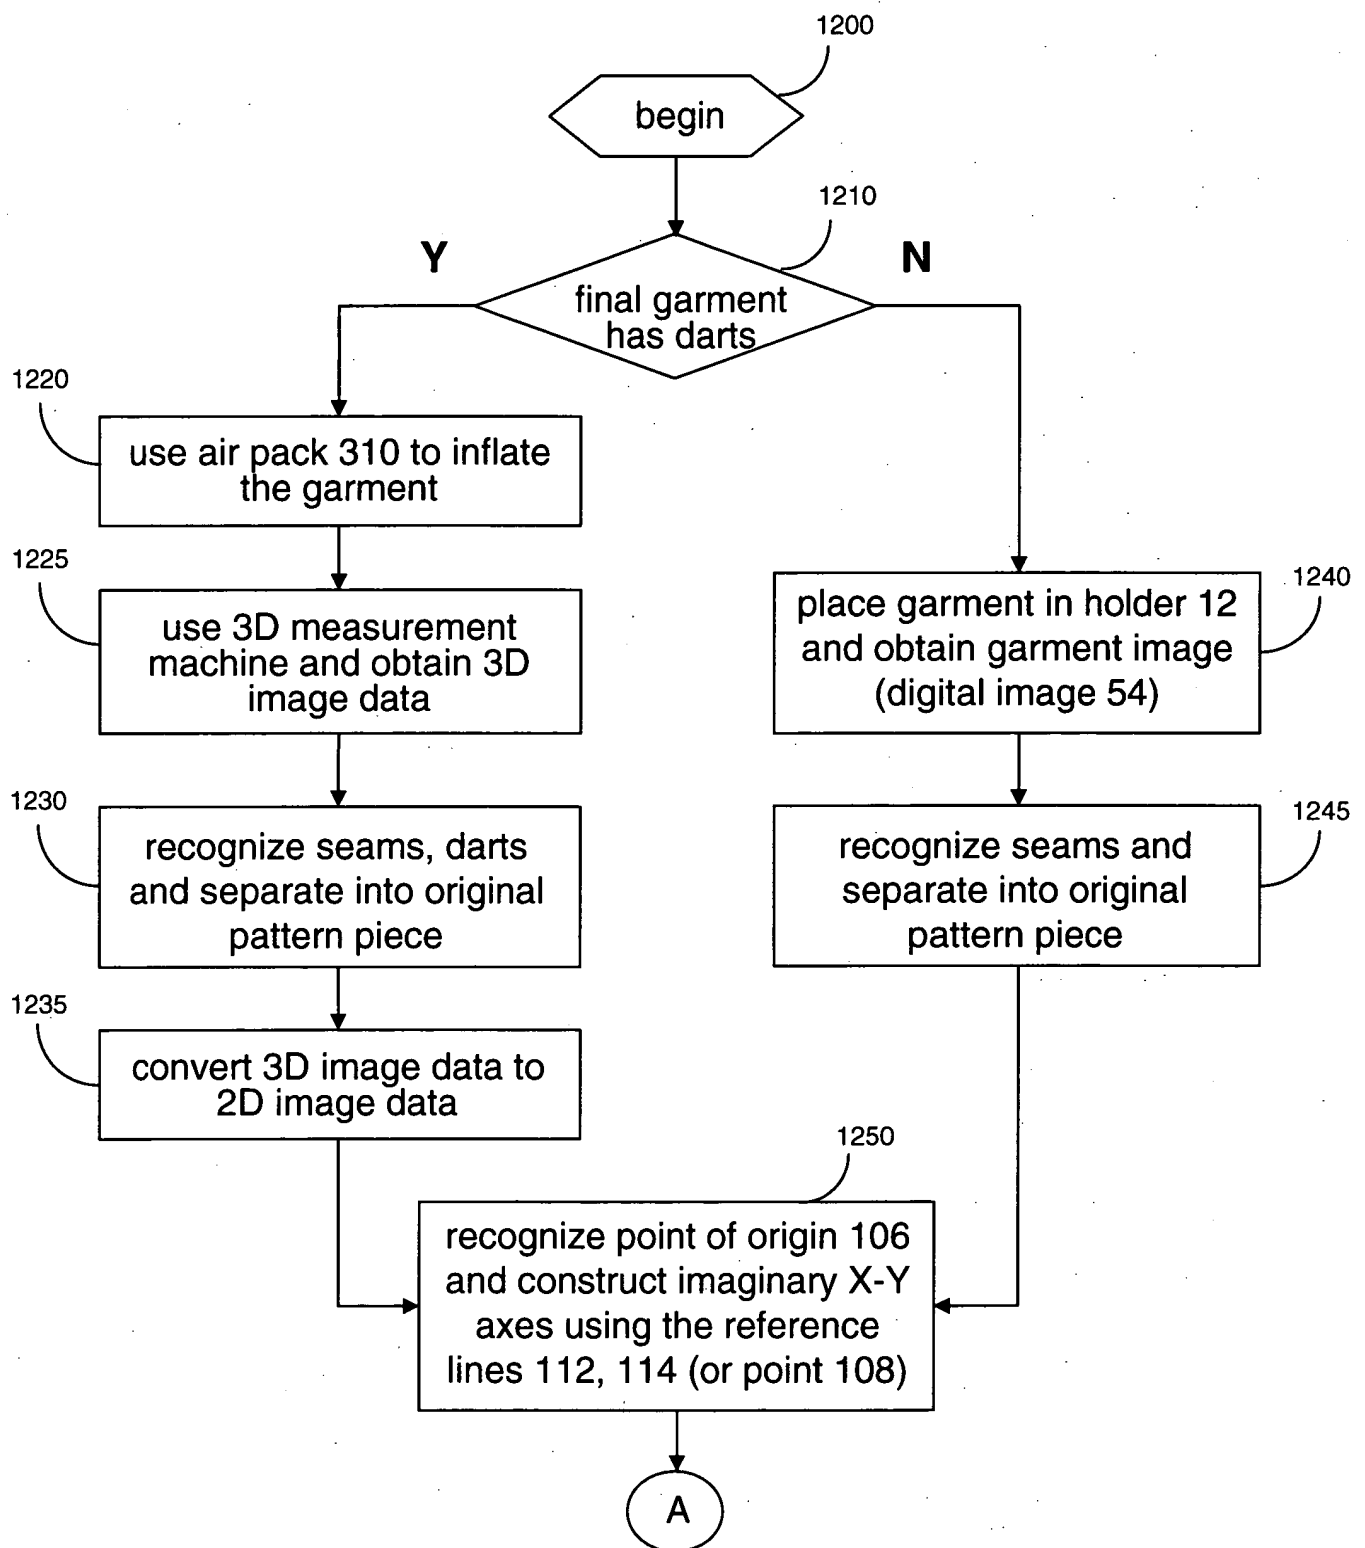 1200
begin
1210
Y
N
final garment
has darts
1220
use air pack 310 to inflate
the garment
1225
use 3D measurement
machine and obtain 3D
image data
1240
place garment in holder 12
and obtain garment image
(digital image 54)
1230
recognize seams, darts
and separate into original
pattern piece
1245
recognize seams and
separate into original
pattern piece
1235
convert 3D image data to
2D image data
1250
recognize point of origin 106
and construct imaginary X-Y
axes using the reference
lines 112, 114 (or point 108)
A